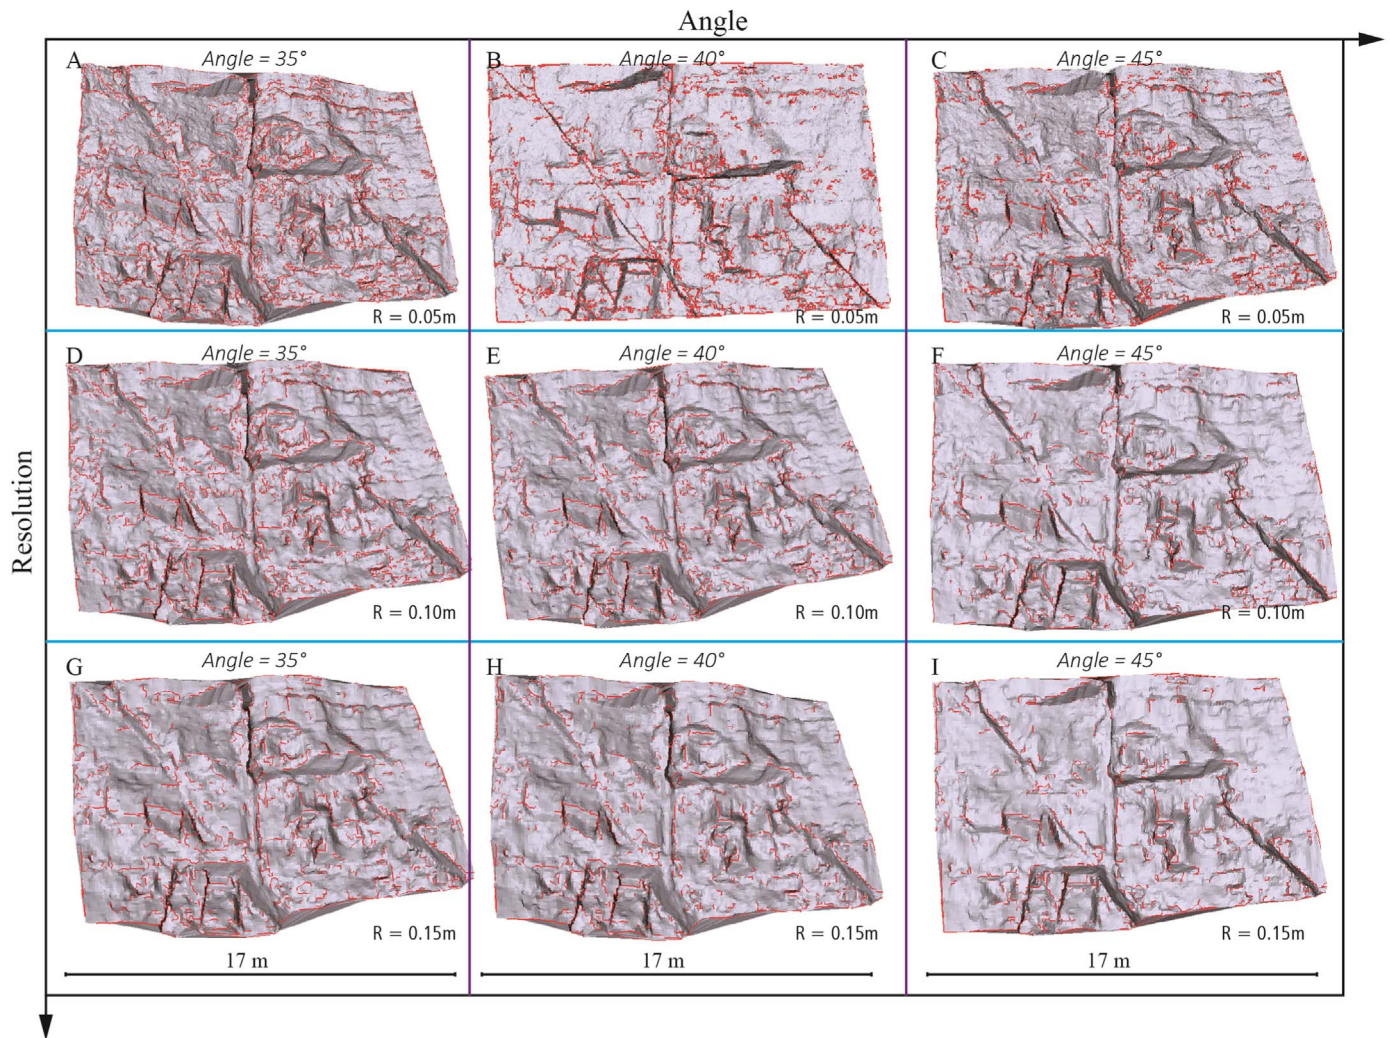 Angle
A
Angle = 35°
B
Angle = 40°
C
Angle = 45°
R = 0.05m
R = 0.05m
R = 0.05m
D
Angle = 35°
E
Angle = 40°
F
Angle = 45°
Resolution
R = 0.10m
R = 0.10m
R = 0.10m
G
Angle = 35°
H
Angle = 40°
I
Angle = 45°
R = 0.15m
R = 0.15m
R = 0.15m
17 m
17 m
17 m